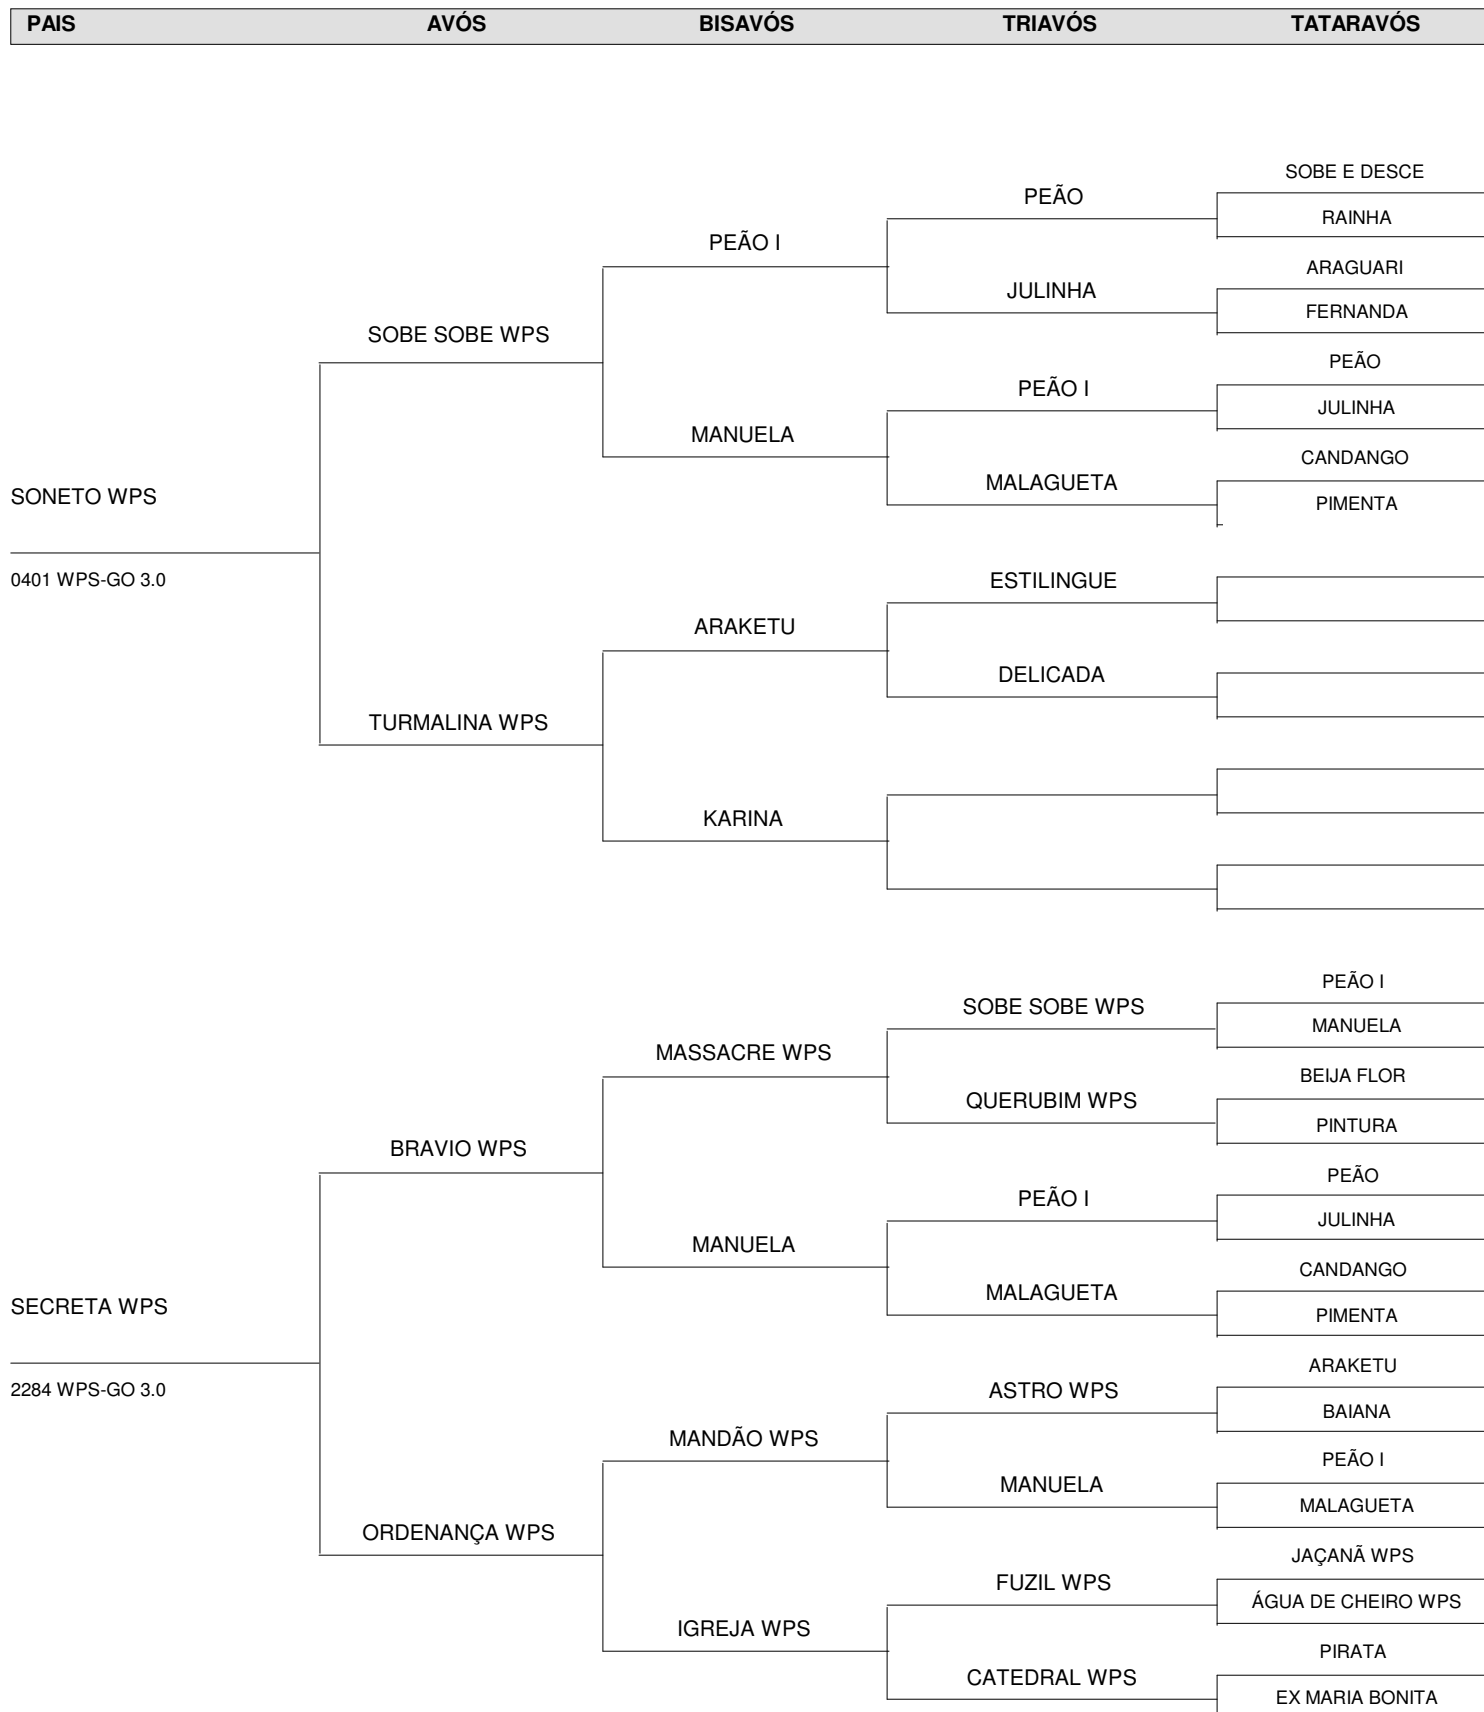 PAIS AVÓS BISAVÓS TRIAVÓS TATARAVÓS
SOBE E DESCE
PEÃO
RAINHA
PEÃO I
ARAGUARI
JULINHA
FERNANDA
SOBE SOBE WPS
PEÃO
PEÃO I
JULINHA
MANUELA
CANDANGO
MALAGUETA
PIMENTA
SONETO WPS
0401 WPS-GO 3.0
ESTILINGUE
ARAKETU
DELICADA
TURMALINA WPS
KARINA
PEÃO I
SOBE SOBE WPS
MANUELA
MASSACRE WPS
BEIJA FLOR
QUERUBIM WPS
PINTURA
BRAVIO WPS
PEÃO
PEÃO I
JULINHA
MANUELA
CANDANGO
MALAGUETA
PIMENTA
SECRETA WPS
2284 WPS-GO 3.0
ARAKETU
ASTRO WPS
BAIANA
MANDÃO WPS
PEÃO I
MANUELA
MALAGUETA
ORDENANÇA WPS
JAÇANÃ WPS
FUZIL WPS
ÁGUA DE CHEIRO WPS
IGREJA WPS
PIRATA
CATEDRAL WPS
EX MARIA BONITA